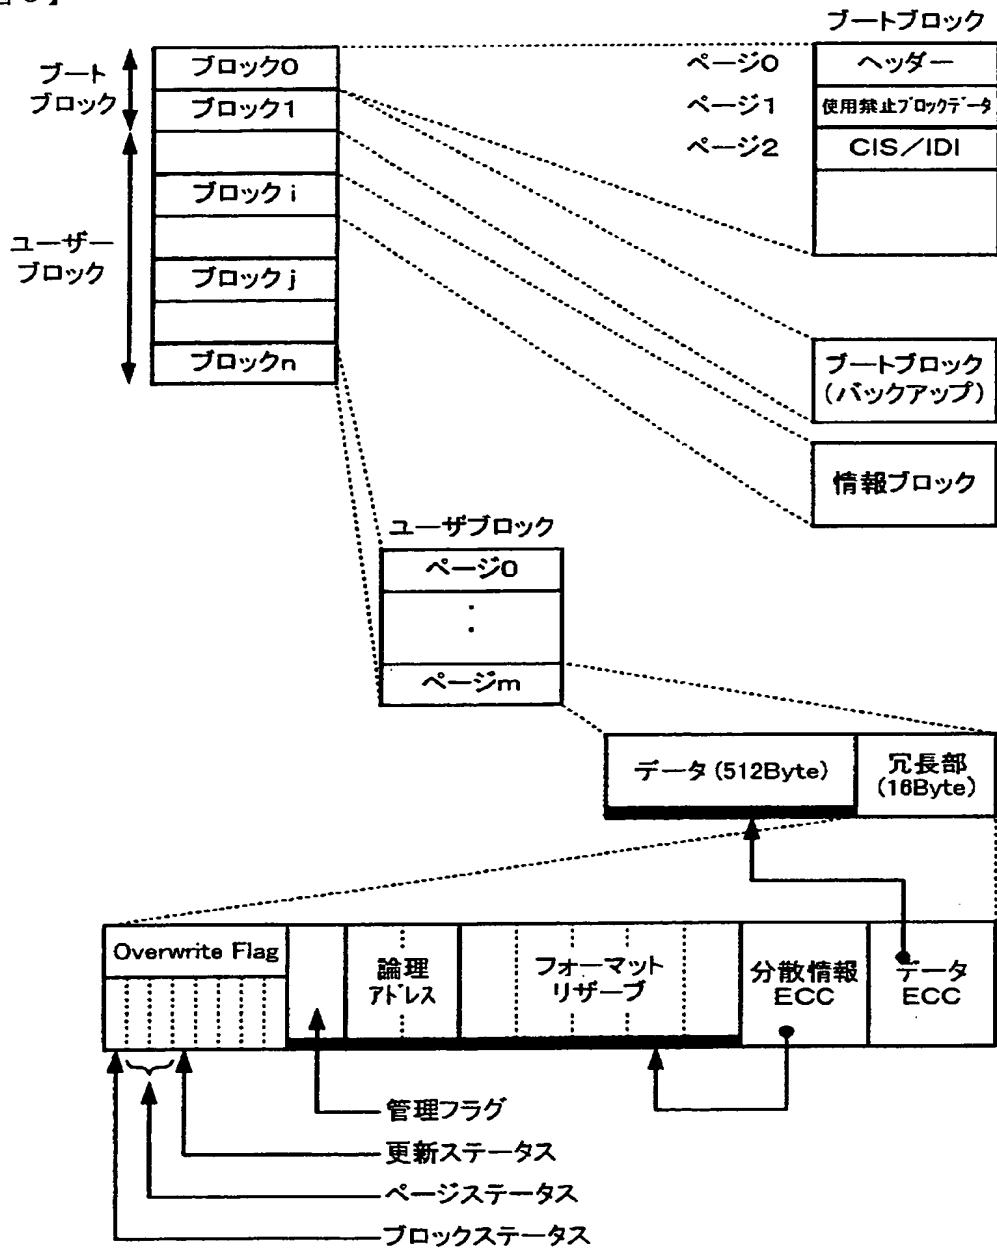 ブートブロック
ブート
ブロック
ブロック0
ブロック1
ページ0
ページ1
ページ2
ヘッダー
使用禁止ブロックデータ
CIS/IDI
ユーザー
ブロック
ブロックi
ブロックj
ブロックn
ブートブロック
(バックアップ)
情報ブロック
ユーザブロック
ページ0
:
ページm
データ(512Byte)
冗長部
(16Byte)
Overwrite Flag
論理
アドレス
フォーマット
リザーブ
分散情報
ECC
データ
ECC
管理フラグ
更新ステータス
ページステータス
ブロックステータス